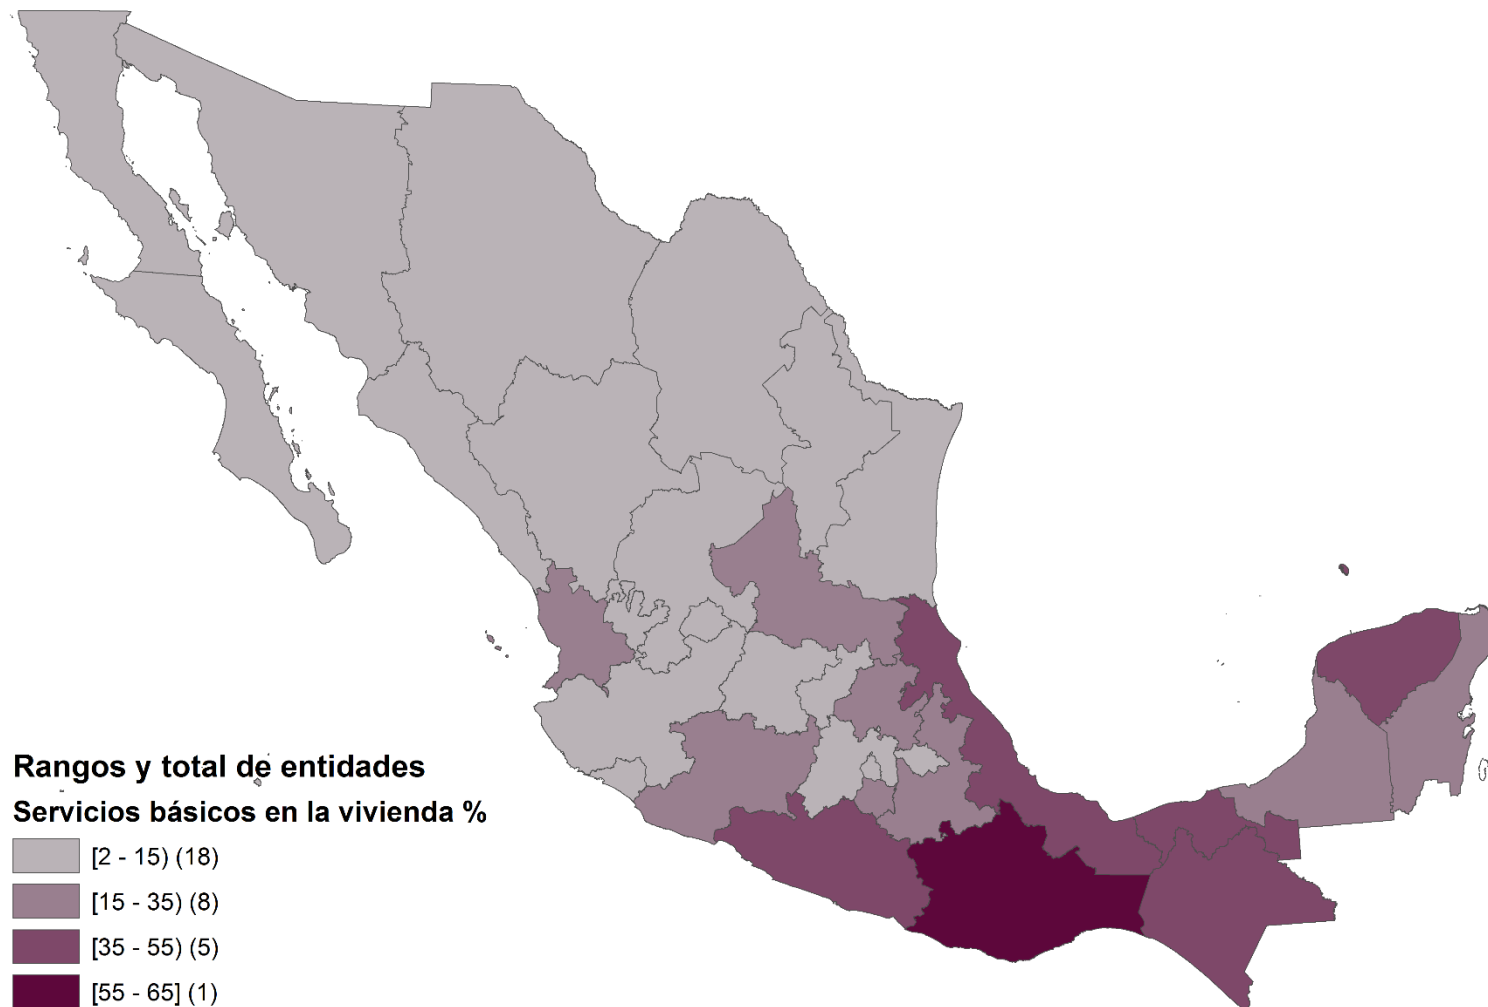 Rangos y total de entidades
Servicios básicos en la vivienda %
[2 - 15) (18)
[15 - 35) (8)
[35 - 55) (5)
[55 - 65] (1)